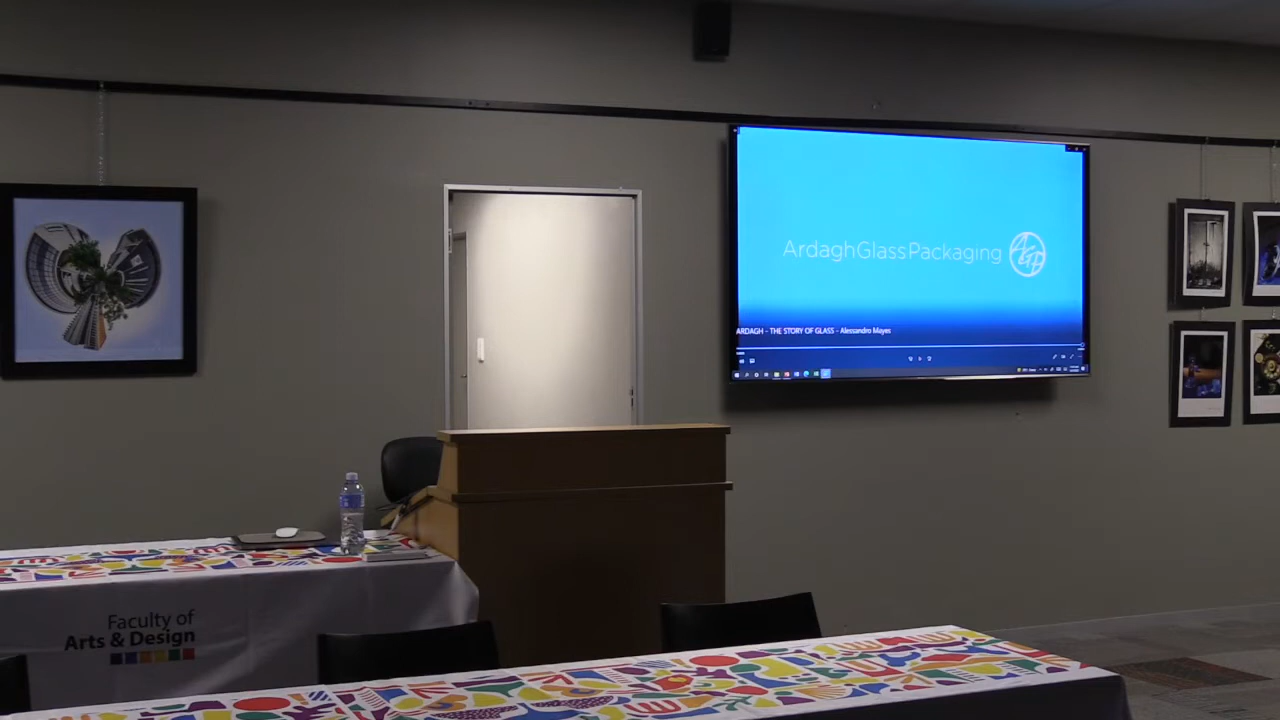 ArdaghGlassPackaging
AGP
ARDAGH - THE STORY OF GLASS - Alessandro Mayes
Faculty of
Arts & Design